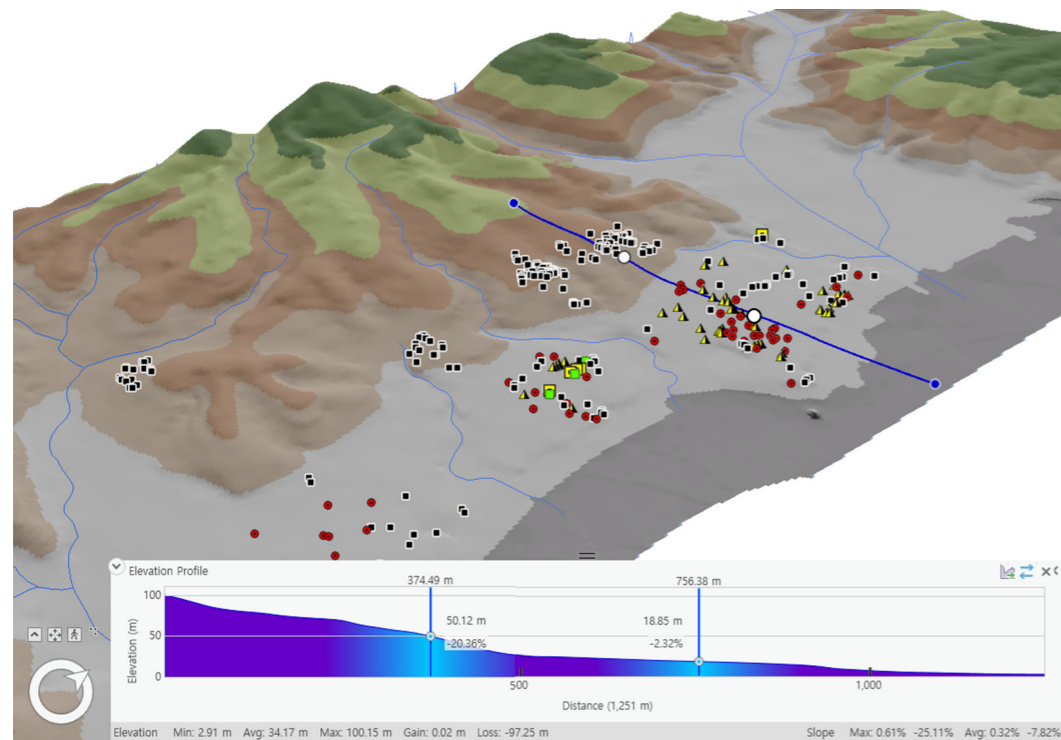 Elevation Profile
374.49 m
756.38 m
100
50
0
Elevation (m)
50.12 m
-20.36%
18.85 m
-2.32%
500
1,000
Distance (1,251 m)
Elevation Min: 2.91 m Avg: 34.17 m Max: 100.15 m Gain: 0.02 m Loss: -97.25 m Slope Max: 0.61% -25.11% Avg: 0.32% -7.82%